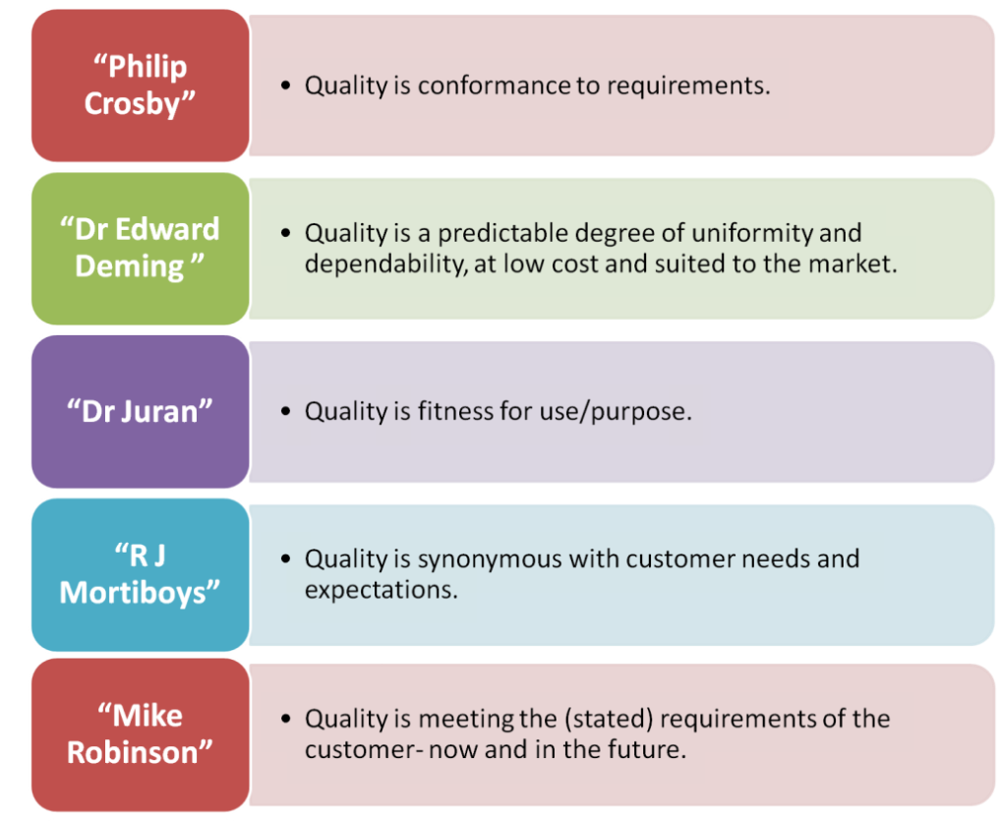 “Philip
Crosby”
• Quality is conformance to requirements.
“Dr Edward
Deming ”
• Quality is a predictable degree of uniformity and
dependability, at low cost and suited to the market.
“Dr Juran”
• Quality is fitness for use/purpose.
“R J
Mortiboys”
• Quality is synonymous with customer needs and
expectations.
“Mike
Robinson”
• Quality is meeting the (stated) requirements of the
customer- now and in the future.